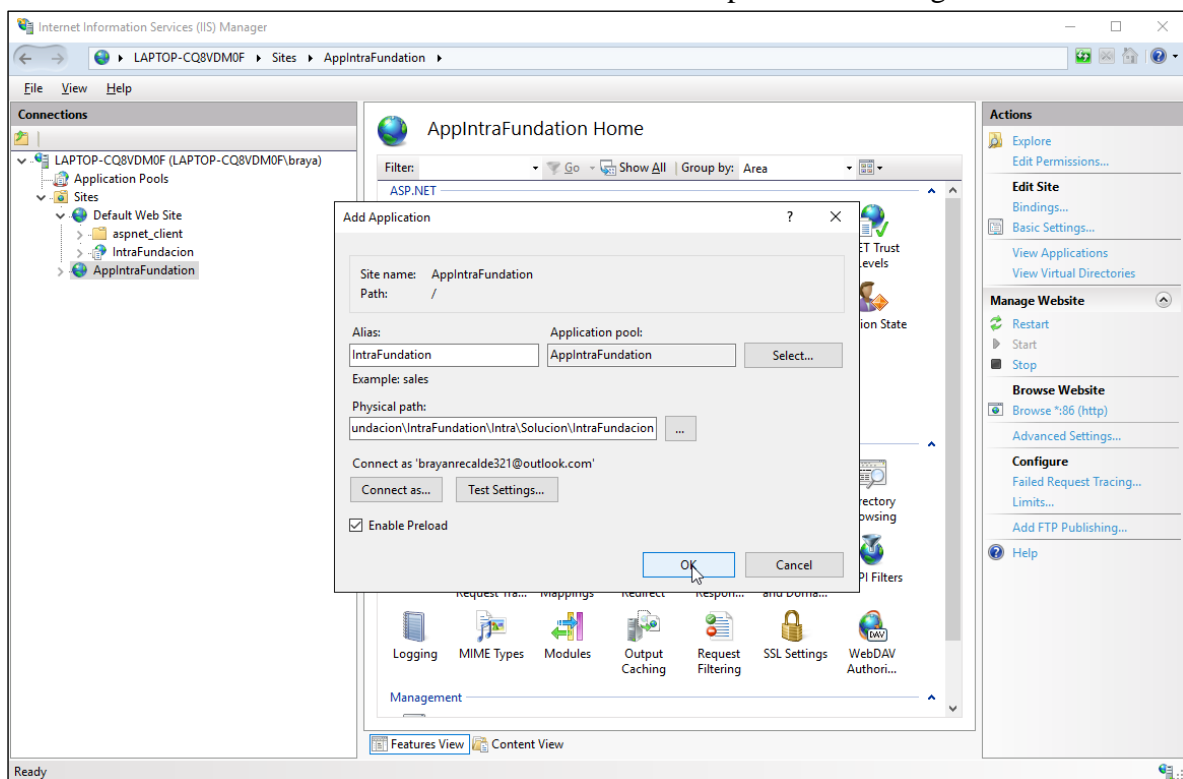 Internet Information Services (IIS) Manager
LAPTOP-CQ8VDM0F ▸ Sites ▸ AppIntraFundation ▸
File View Help
Connections
LAPTOP-CQ8VDM0F (LAPTOP-CQ8VDM0F\braya)
Application Pools
Sites
Default Web Site
aspnet_client
IntraFundacion
AppIntraFundation
AppIntraFundation Home
Filter: Go Show All Group by: Area
ASP.NET
Add Application
Site name: AppIntraFundation
Path: /
Alias:
IntraFundation
Example: sales
Application pool:
AppIntraFundation
Select...
Physical path:
undacion\IntraFundation\Intra\Solucion\IntraFundacion
...
Connect as 'brayanrecalde321@outlook.com'
Connect as... Test Settings...
Enable Preload
OK Cancel
Trust
ion State
Logging MIME Types Modules Output Caching Request Filtering SSL Settings WebDAV Authori...
Management
Features View Content View
Actions
Explore
Edit Permissions...
Edit Site
Bindings...
Basic Settings...
View Applications
View Virtual Directories
Manage Website
Restart
Start
Stop
Browse Website
Browse *:86 (http)
Advanced Settings...
Configure
Failed Request Tracing...
Limits...
Add FTP Publishing...
Help
Ready